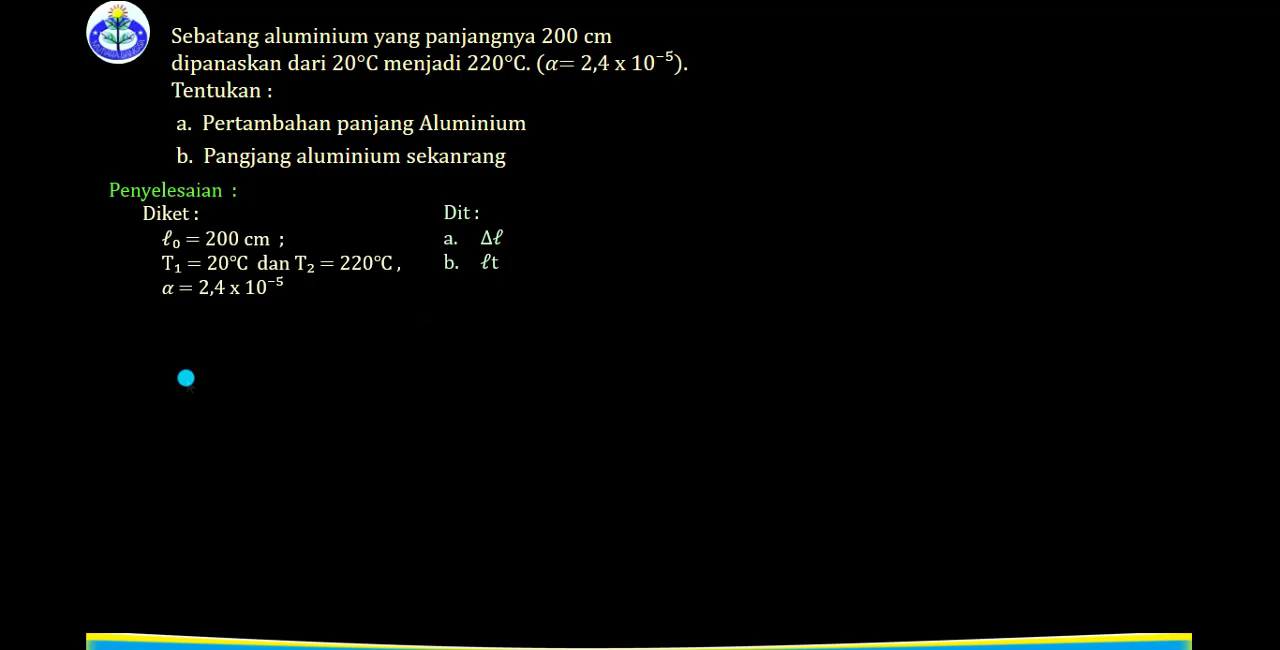 Sebatang aluminium yang panjangnya 200 cm
dipanaskan dari 20°C menjadi 220°C. (α= 2,4 x 10⁻⁵).
Tentukan :
a. Pertambahan panjang Aluminium
b. Pangjang aluminium sekanrang
Penyelesaian :
Diket :
ℓ₀ = 200 cm ;
T₁ = 20°C dan T₂ = 220°C ,
α = 2,4 x 10⁻⁵
Dit :
a. Δℓ
b. ℓt